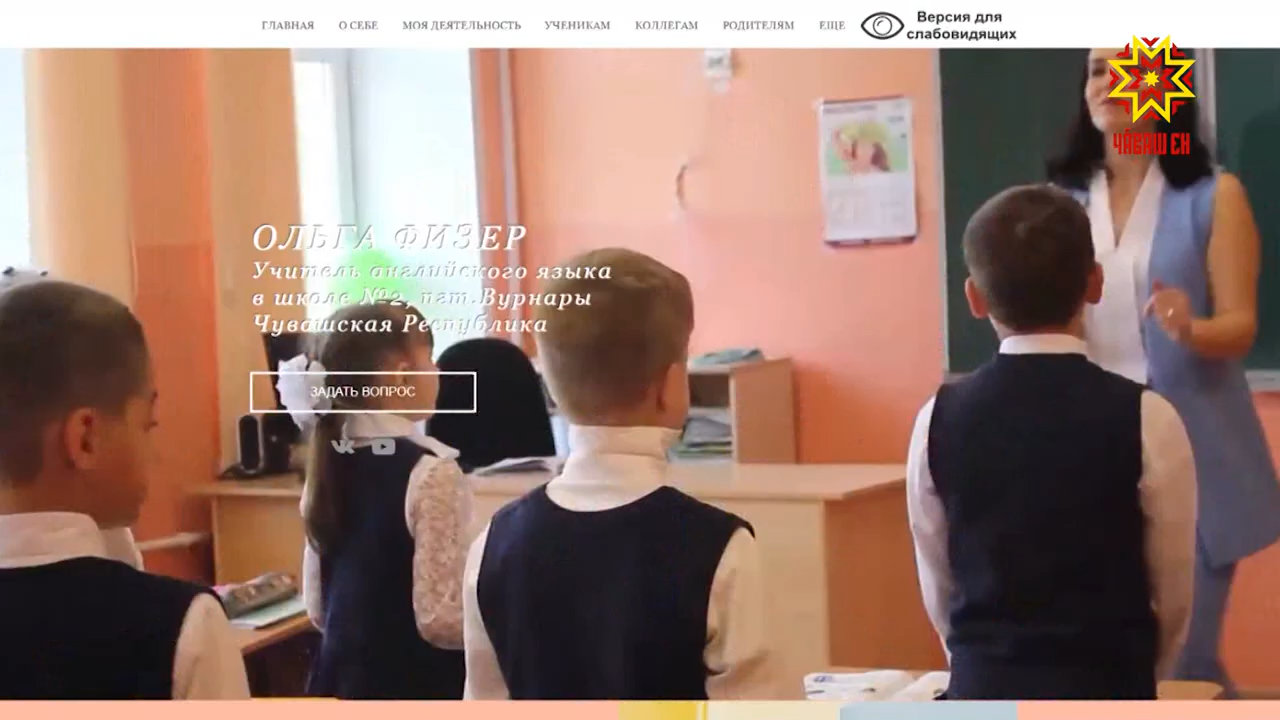 ГЛАВНАЯ О СЕБЕ МОЯ ДЕЯТЕЛЬНОСТЬ УЧЕНИКАМ КОЛЛЕГАМ РОДИТЕЛЯМ ЕЩЕ
Версия для
слабовидящих
ЧӐВАШ ЕН
ОЛЬГА ФИЗЕР
Учитель английского языка
в школе №2, пгт.Вурнары
Чувашская Республика
ЗАДАТЬ ВОПРОС